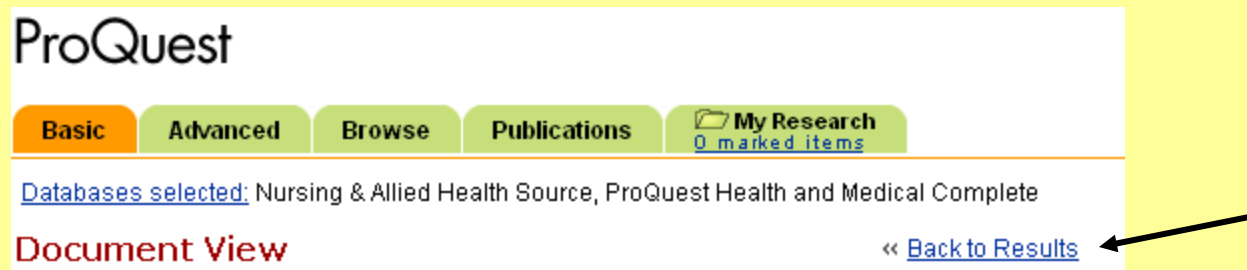 ProQuest
Basic Advanced Browse Publications My Research
0 marked items
Databases selected: Nursing & Allied Health Source, ProQuest Health and Medical Complete
Document View « Back to Results